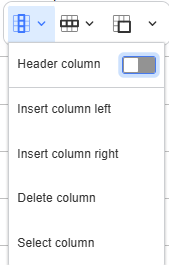 Header column
Insert column left
Insert column right
Delete column
Select column